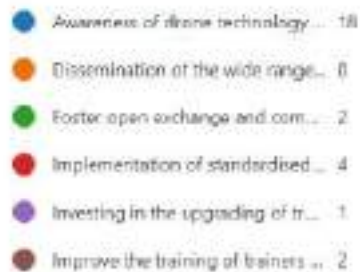 Awareness of drone technology... 18
Dissemination of the wide range...
Foster open exchange and com... 2
Implementation of standardised... 4
Investing in the upgrading of tr... 1
Improve the training of trainers ... 2